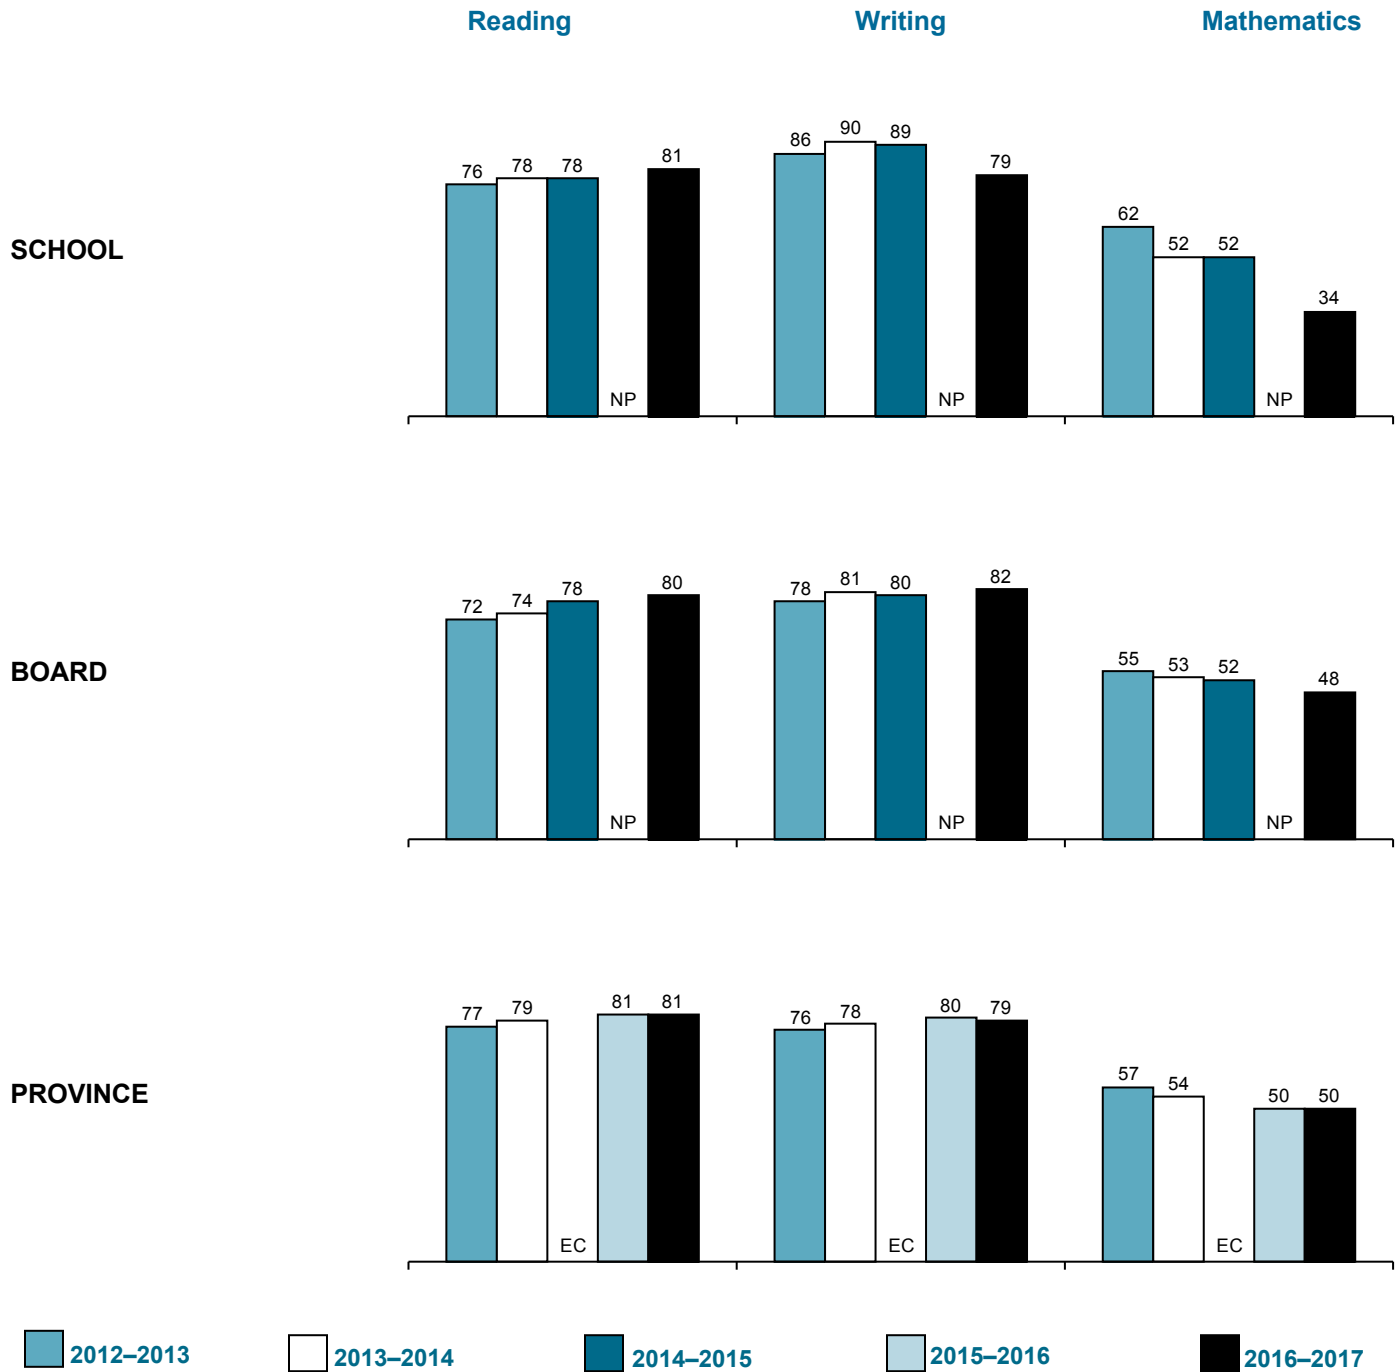 Reading Writing Mathematics
SCHOOL
76 78 78 NP 81
86 90 89 NP 79
62 52 52 NP 34
BOARD
72 74 78 NP 80
78 81 80 NP 82
55 53 52 NP 48
PROVINCE
77 79 EC 81 81
76 78 EC 80 79
57 54 EC 50 50
2012–2013 2013–2014 2014–2015 2015–2016 2016–2017